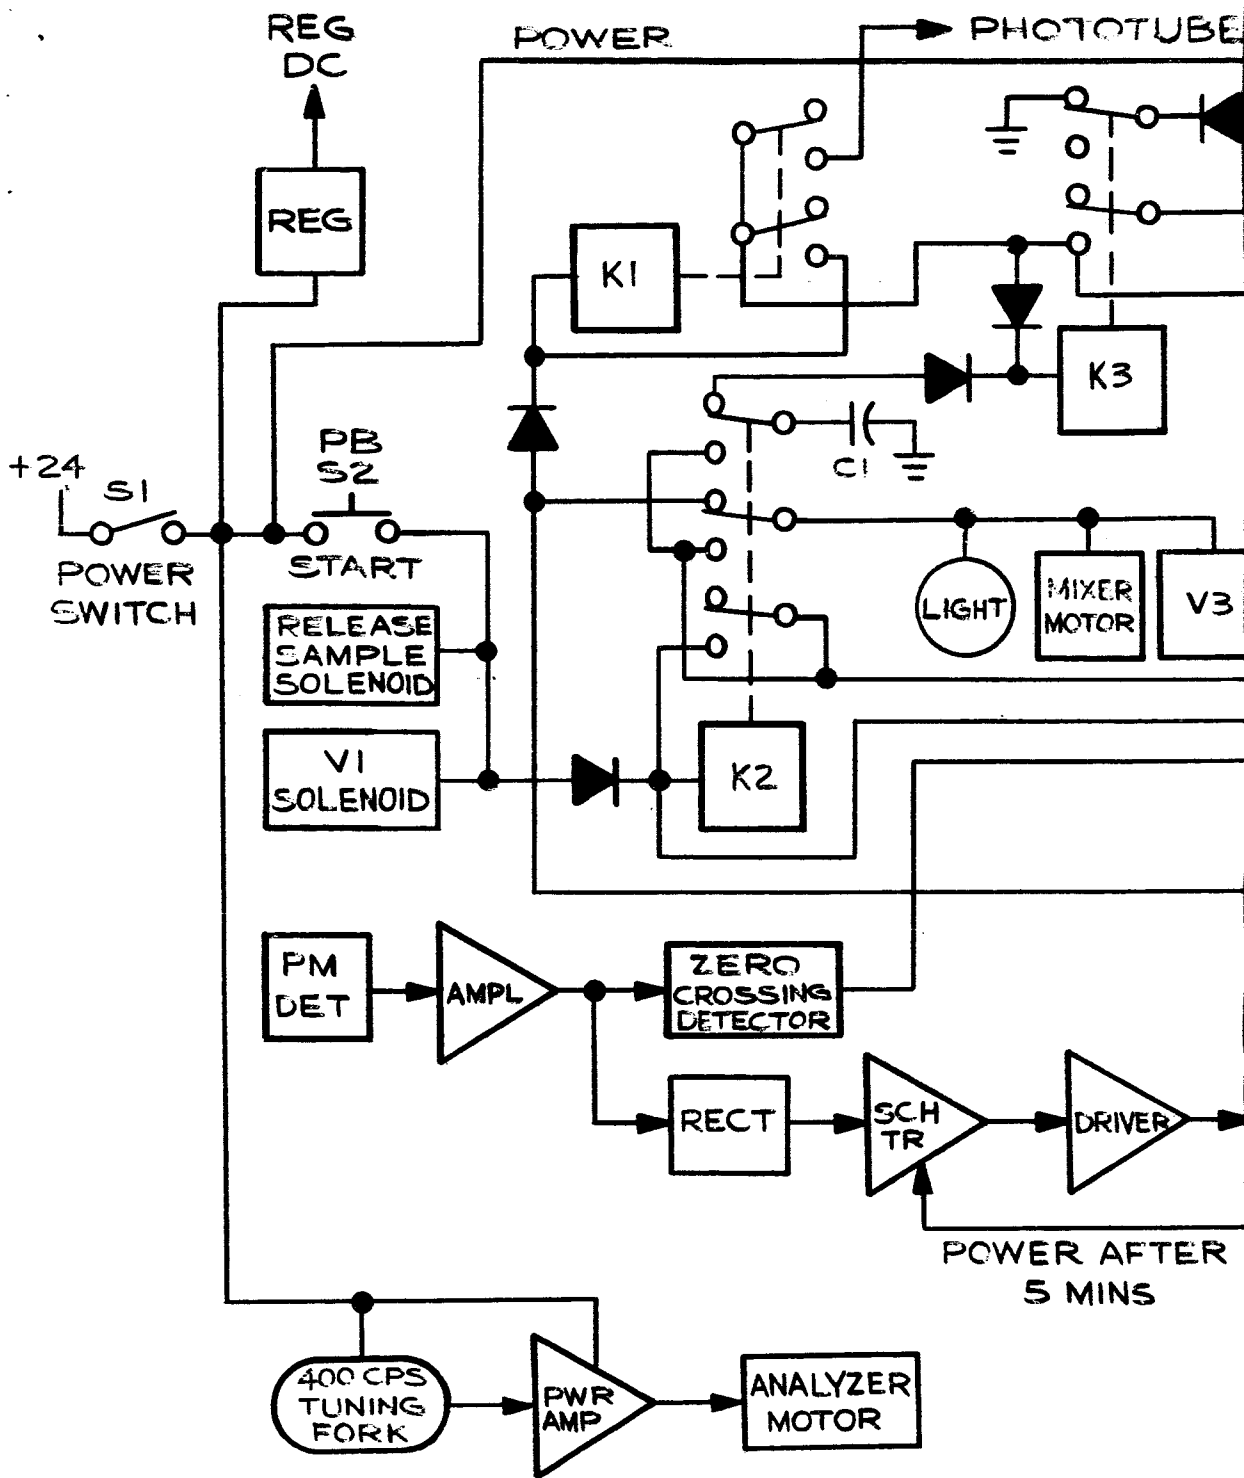 REG
DC
POWER
PHOTOTUBE
REG
K1
K3
C1
+24
S1
PB
S2
START
POWER
SWITCH
RELEASE
SAMPLE
SOLENOID
V1
SOLENOID
LIGHT
MIXER
MOTOR
V3
K2
PM
DET
AMPL
ZERO
CROSSING
DETECTOR
RECT
SCH
TR
DRIVER
POWER AFTER
5 MINS
400 CPS
TUNING
FORK
PWR
AMP
ANALYZER
MOTOR